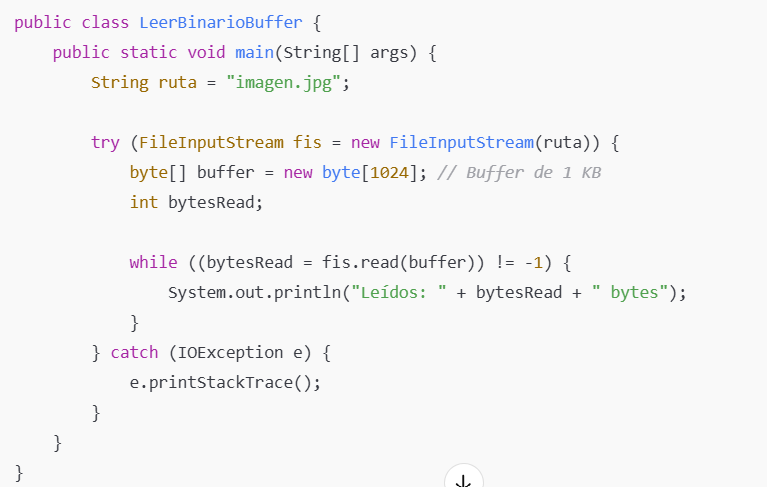 public class LeerBinarioBuffer {
    public static void main(String[] args) {
        String ruta = "imagen.jpg";
        try (FileInputStream fis = new FileInputStream(ruta)) {
            byte[] buffer = new byte[1024]; // Buffer de 1 KB
            int bytesRead;
            while ((bytesRead = fis.read(buffer)) != -1) {
                System.out.println("Leídos: " + bytesRead + " bytes");
            }
        } catch (IOException e) {
            e.printStackTrace();
        }
    }
}